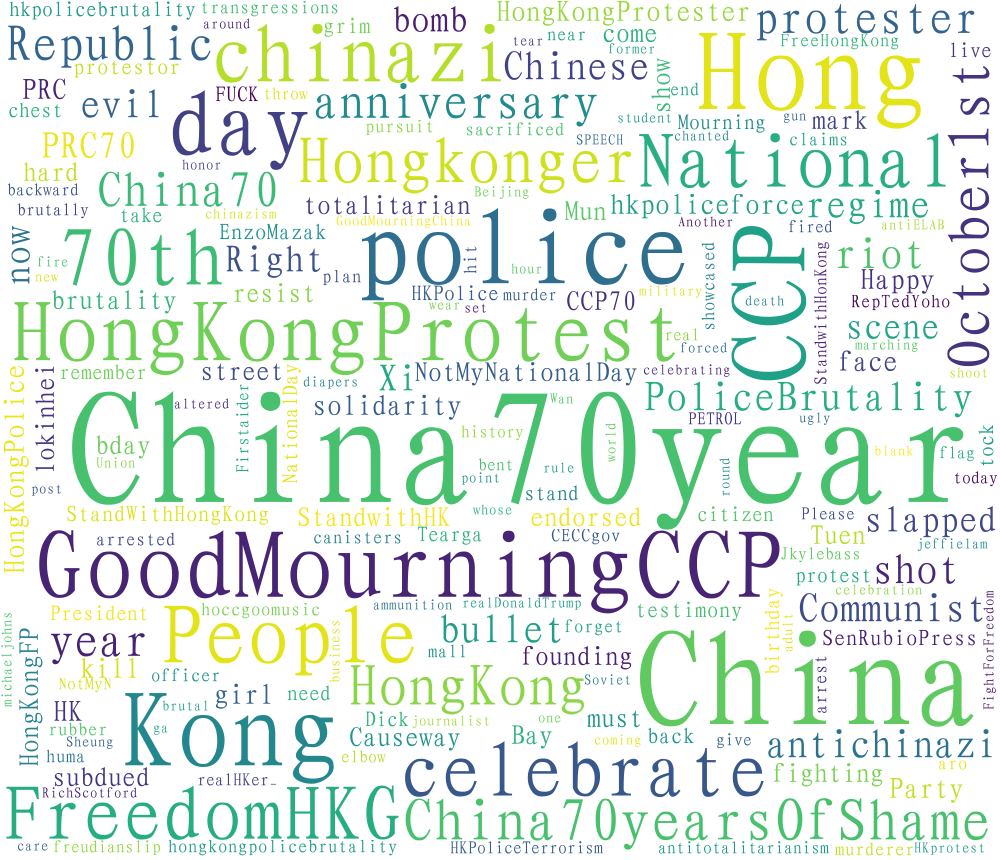 hkpolicebrutality transgressions
around
grim
bomb
HongKongProtester
protester
Republic
chinazi
tear
near
come
former
FreeHongKong
live
protestor
Chinese
Hong
PRC
chest
evil
FUCK
throw
day
anniversary
show
end
student
Mourning
gun
mark
chanted
claims
PRC70
pursuit
sacrificed
SPEECH
honor
hard
backward
brutally
China70
Hongkonger
National
October1st
take
chinazism
totalitarian
Beijing
GoodMourningChina
Mun
hkpoliceforce
regime
Another
fired
antiELAB
now
70th
EnzoMazak
Right
police
CCP
riot
fire
new
plan
hit
hour
showcased
StandwithHonKong
Happy
brutality
resist
HKPolice
murder
CCP70
military
death
RepTedYoho
wear
set
HongKongProtest
real
forced
scene
marching
remember
street
Xi
NotMyNationalDay
celebrating
face
shoot
HongKongPolice
lokinhei
altered
Firstaider
NationalDay
diapers
solidarity
Wan
PoliceBrutality
PETROL
ugly
China70year
bday
Union
history
world
tock
bent
rule
point
round
blank
flag
today
post
stand
StandWithHongKong
StandwithHK
whose
endorsed
citizen
Please
slapped
arrested
canisters
Tearga
CECCgov
Tuen
jeffielam
Jkylebass
GoodMourningCCP
protest
shot
celebration
President
hoccgoomusic
ammunition
realDonaldTrump
testimony
birthday
adult
Communist
michaeljohns
HongKongFP
year
People
business
bullet
forget
SenRubioPress
FightForFreedom
kill
mall
founding
China
arrest
NotMyN
officer
Soviet
HongKong
HK
brutal
girl
need
rubber
ga
Kong
Dick
journalist
one
must
Sheung
Causeway
Bay
coming
back
give
antichinazi
huma
elbow
subdued
celebrate
fighting
aro
RichScotford
realHKer_
Party
FreedomHKG
China70yearsOfShame
care
freudianslip
hongkongpolicebrutality
HKPoliceTerrorism
antitotalitarianism
murderer
HKprotest